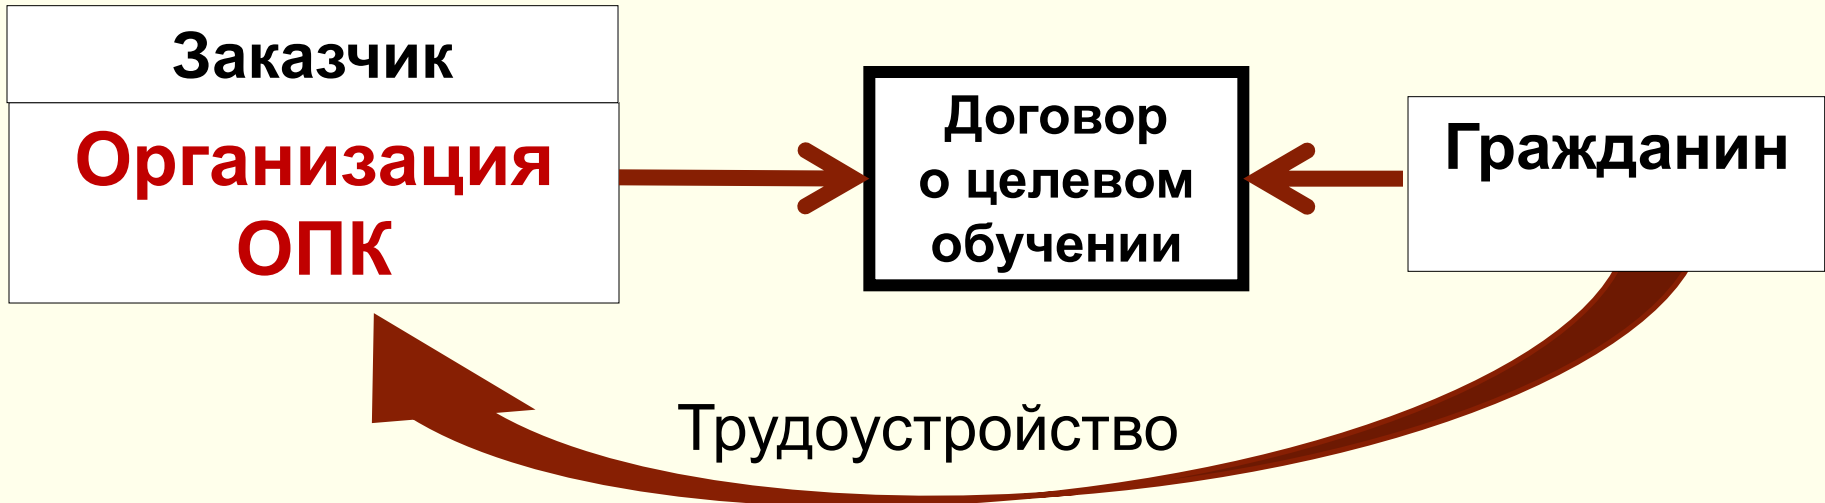 Заказчик
Организация
ОПК
Договор
о целевом
обучении
Гражданин
Трудоустройство